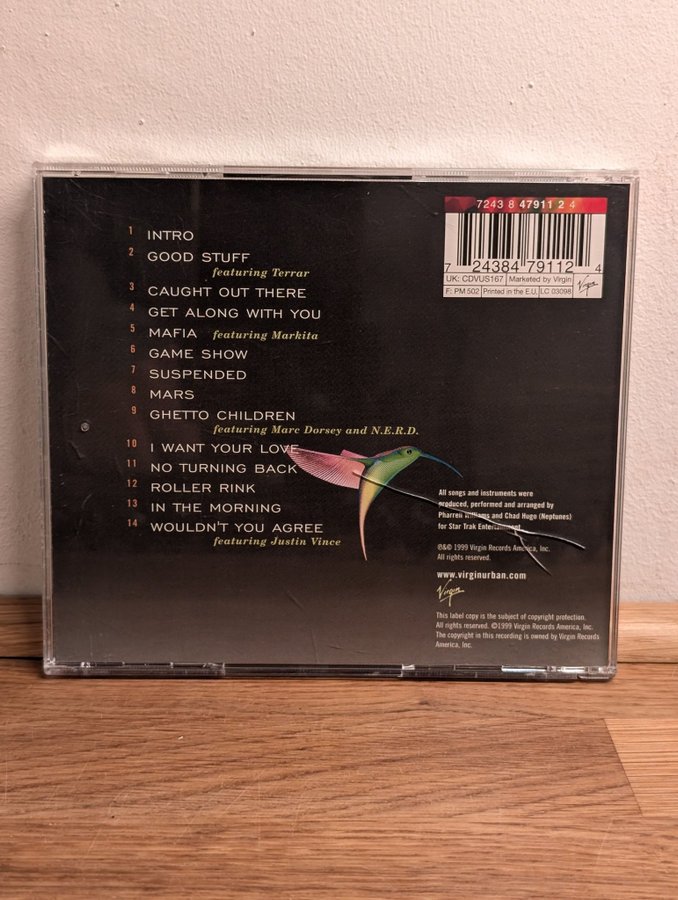 1 INTRO
2 GOOD STUFF
featuring Terrar
3 CAUGHT OUT THERE
4 GET ALONG WITH YOU
5 MAFIA featuring Markita
6 GAME SHOW
7 SUSPENDED
8 MARS
9 GHETTO CHILDREN
featuring Marc Dorsey and N.E.R.D.
10 I WANT YOUR LOVE
11 NO TURNING BACK
12 ROLLER RINK
13 IN THE MORNING
14 WOULDN'T YOU AGREE
featuring Justin Vince
7243 8 47911 2 4
7 24384 79112 4
UK: CDVUS167 Marketed by Virgin
F: PM 502 Printed in the E.U. LC 03098
Virgin
All songs and instruments were
produced, performed and arranged by
Pharrell Williams and Chad Hugo (Neptunes)
for Star Trak Entertainment.
℗&© 1999 Virgin Records America, Inc.
All rights reserved.
www.virginurban.com
Virgin
This label copy is the subject of copyright protection.
All rights reserved. ©1999 Virgin Records America, Inc.
The copyright in this recording is owned by Virgin Records
America, Inc.